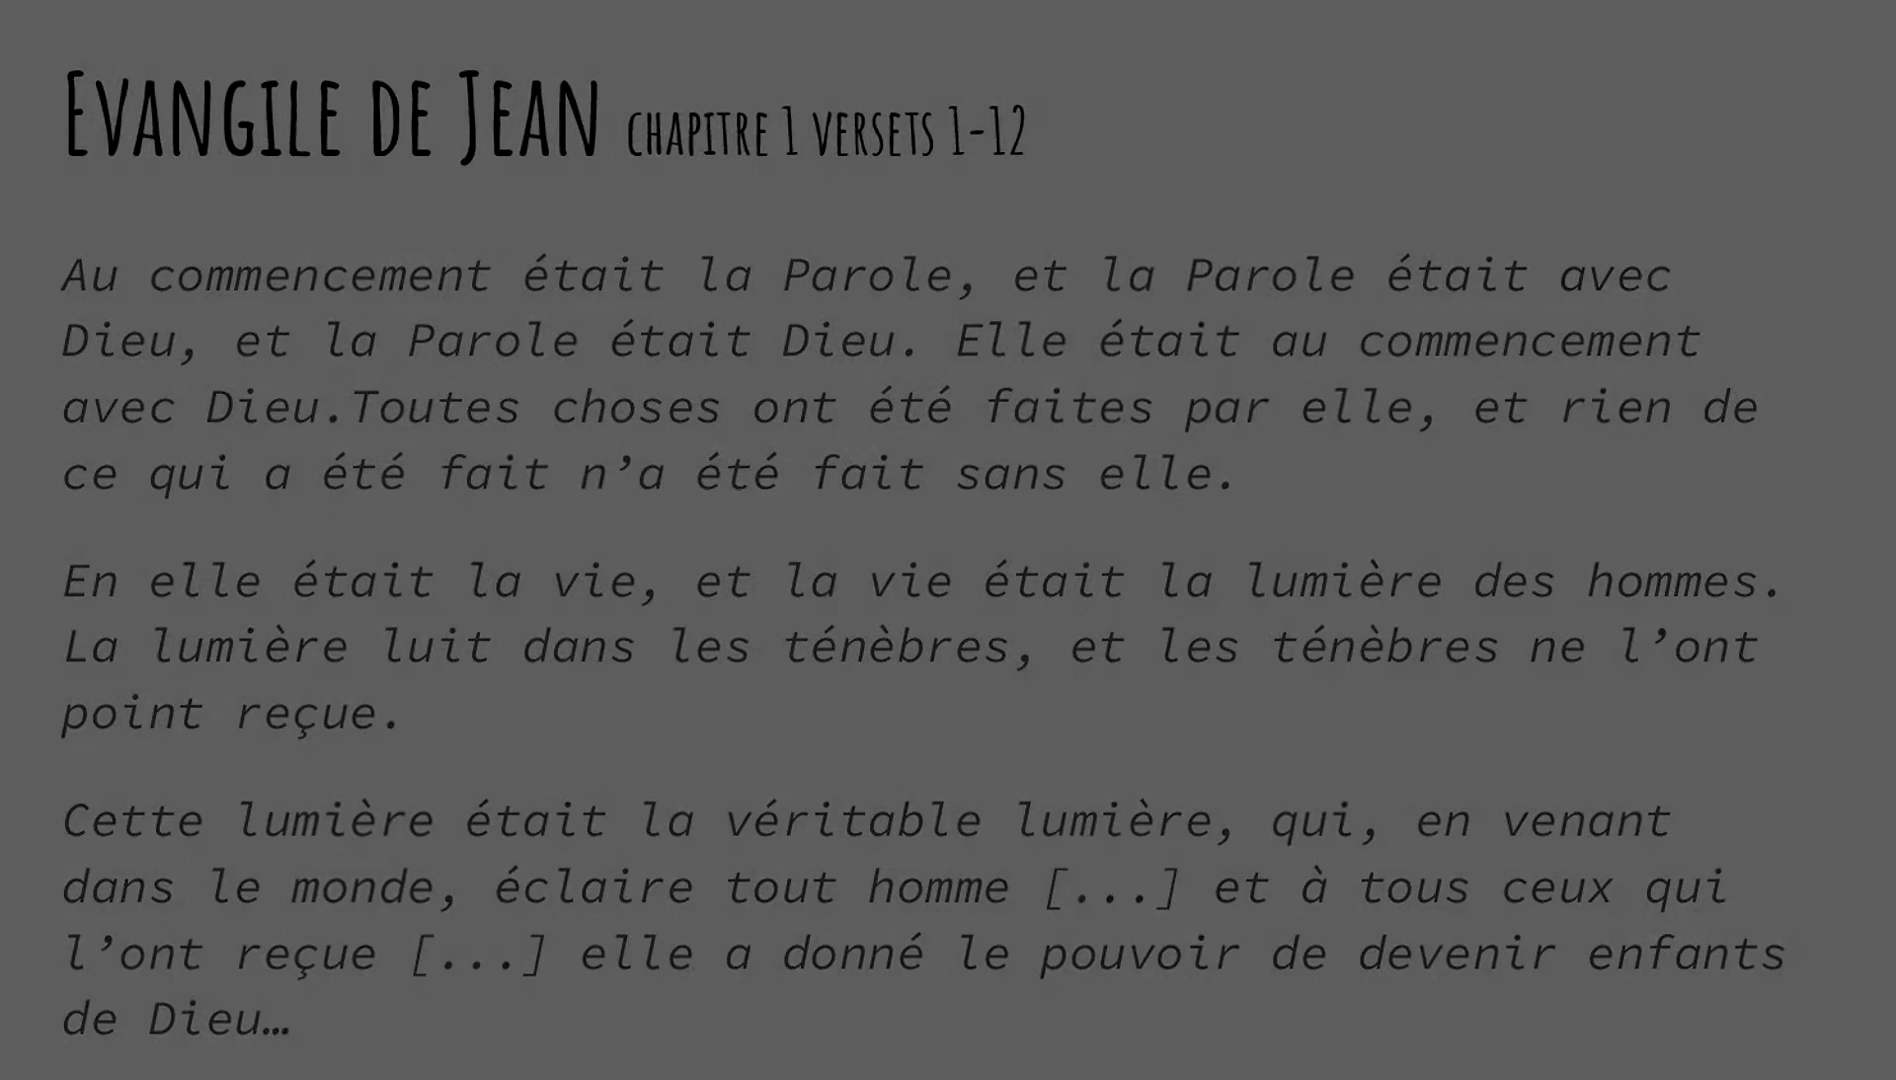 EVANGILE DE JEAN CHAPITRE 1 VERSETS 1-12
Au commencement était la Parole, et la Parole était avec
Dieu, et la Parole était Dieu. Elle était au commencement
avec Dieu.Toutes choses ont été faites par elle, et rien de
ce qui a été fait n’a été fait sans elle.
En elle était la vie, et la vie était la lumière des hommes.
La lumière luit dans les ténèbres, et les ténèbres ne l’ont
point reçue.
Cette lumière était la véritable lumière, qui, en venant
dans le monde, éclaire tout homme [...] et à tous ceux qui
l’ont reçue [...] elle a donné le pouvoir de devenir enfants
de Dieu…